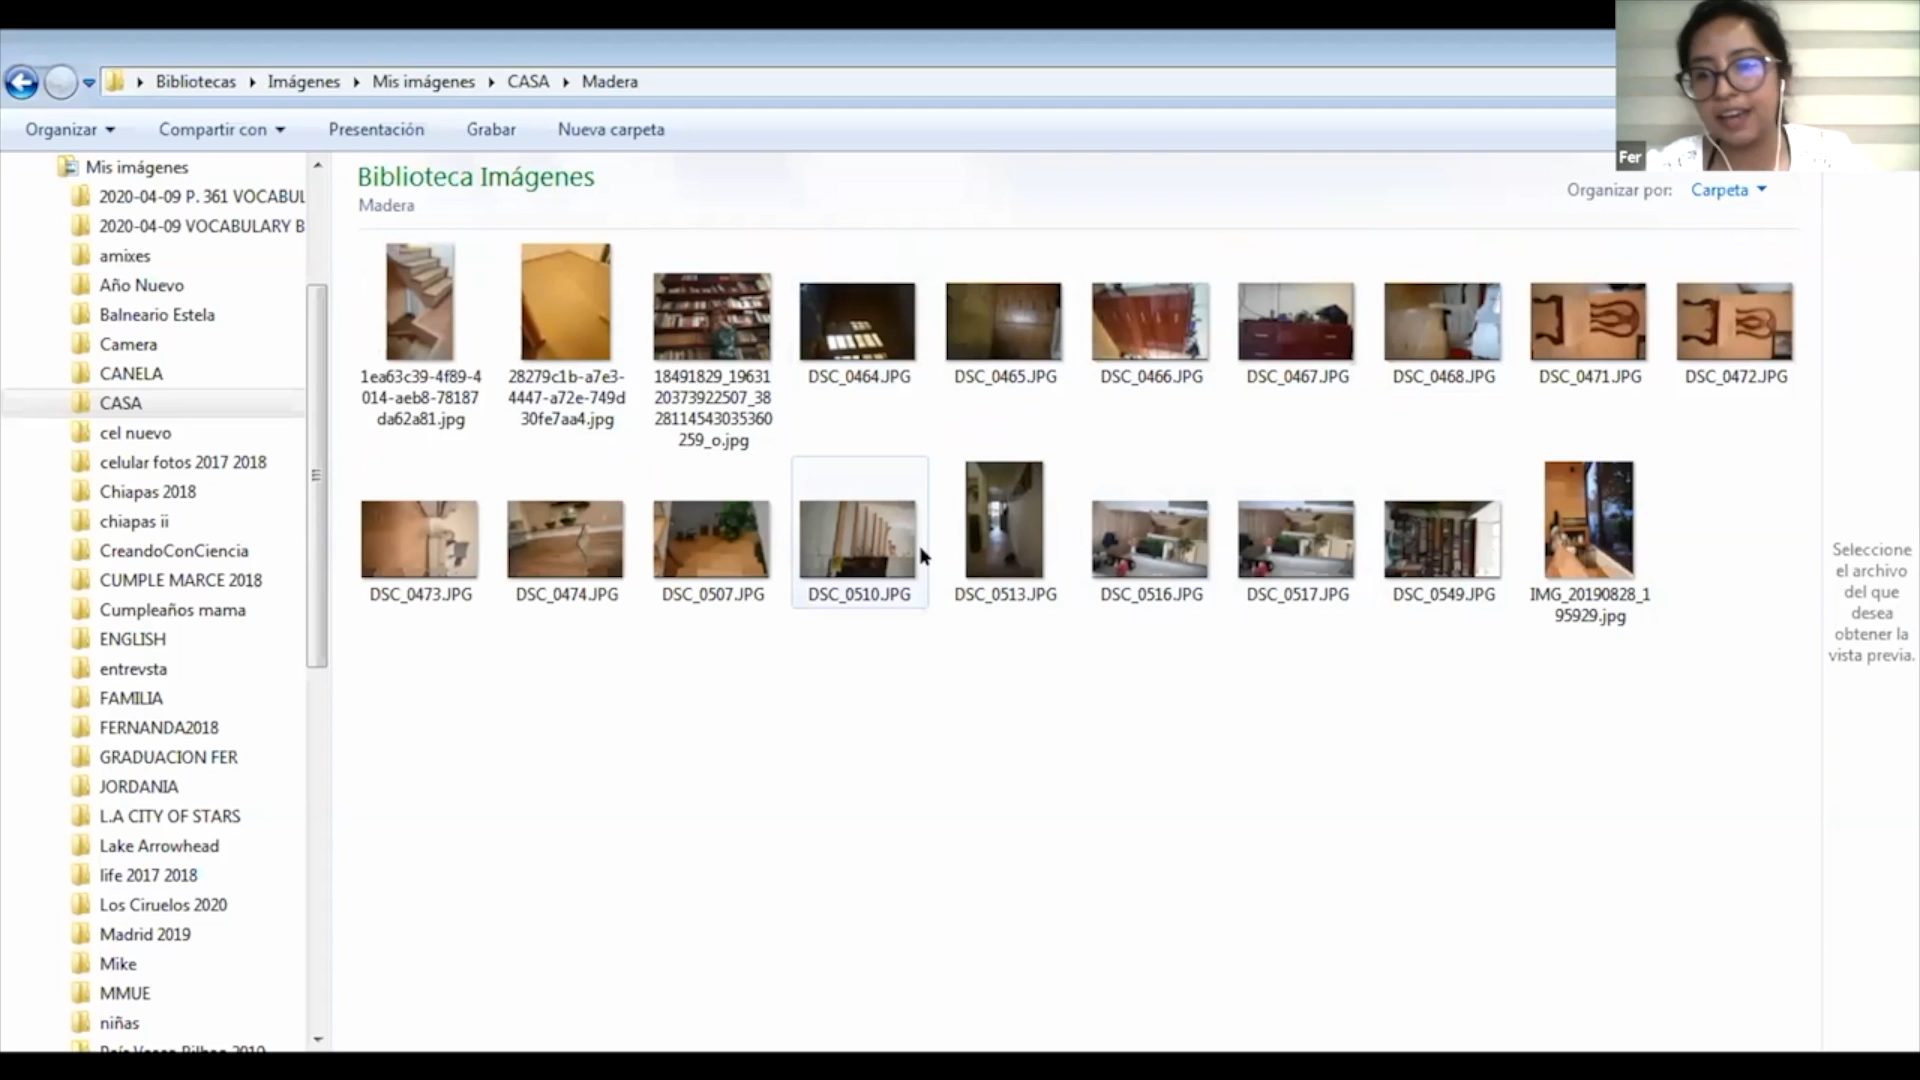 Bibliotecas Imágenes Mis imágenes CASA Madera
Organizar Compartir con Presentación Grabar Nueva carpeta
Fer
Mis imágenes
2020-04-09 P. 361 VOCABUL
2020-04-09 VOCABULARY B
amixes
Año Nuevo
Balneario Estela
Camera
CANELA
CASA
cel nuevo
celular fotos 2017 2018
Chiapas 2018
chiapas ii
CreandoConCiencia
CUMPLE MARCE 2018
Cumpleaños mama
ENGLISH
entrevsta
FAMILIA
FERNANDA2018
GRADUACION FER
JORDANIA
L.A CITY OF STARS
Lake Arrowhead
life 2017 2018
Los Ciruelos 2020
Madrid 2019
Mike
MMUE
niñas
Biblioteca Imágenes
Madera
Organizar por: Carpeta
1ea63c39-4f89-4
014-aeb8-78187
da62a81.jpg
28279c1b-a7e3-
4447-a72e-749d
30fe7aa4.jpg
18491829_19631
20373922507_38
28114543035360
259_o.jpg
DSC_0464.JPG
DSC_0465.JPG
DSC_0466.JPG
DSC_0467.JPG
DSC_0468.JPG
DSC_0471.JPG
DSC_0472.JPG
DSC_0473.JPG
DSC_0474.JPG
DSC_0507.JPG
DSC_0510.JPG
DSC_0513.JPG
DSC_0516.JPG
DSC_0517.JPG
DSC_0549.JPG
IMG_20190828_1
95929.jpg
Seleccione
el archivo
del que
desea
obtener la
vista previa.